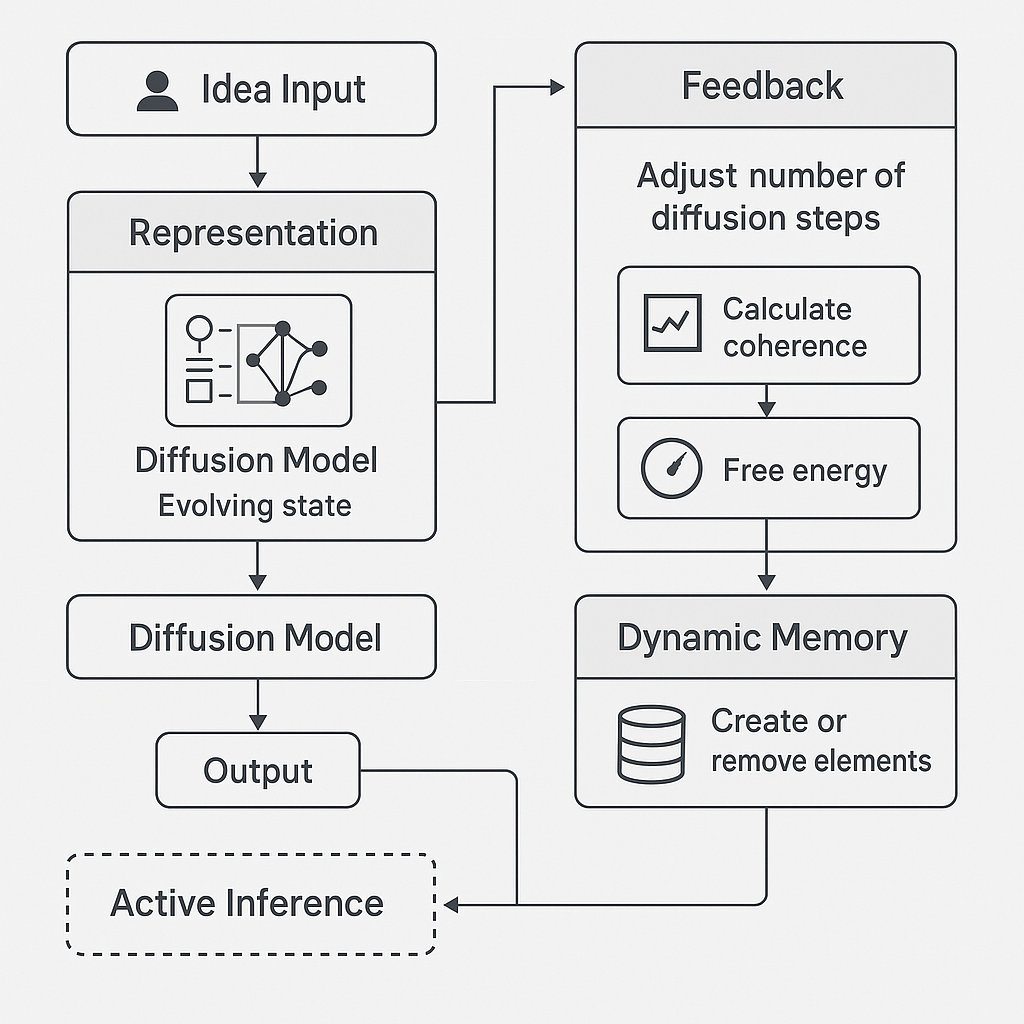 Idea Input
Representation
Diffusion Model
Evolving state
Diffusion Model
Output
Active Inference
Feedback
Adjust number of
diffusion steps
Calculate
coherence
Free energy
Dynamic Memory
Create or
remove elements